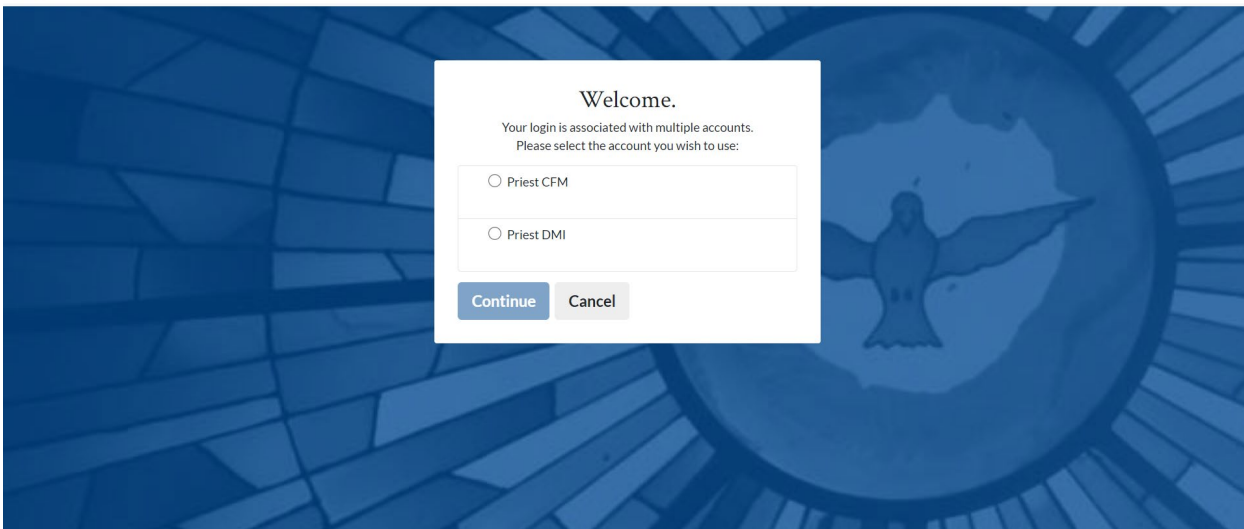 Welcome.
Your login is associated with multiple accounts.
Please select the account you wish to use:
Priest CFM
Priest DMI
Continue Cancel